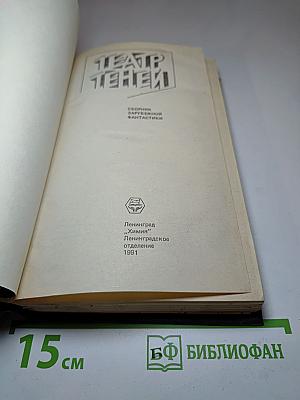 ТЕАТР
ТЕНЕЙ
СБОРНИК
ЗАРУБЕЖНОЙ
ФАНТАСТИКИ
Ленинград
„Химия"
Ленинградское
отделение
1991
15 см
БФ БИБЛИОФАН